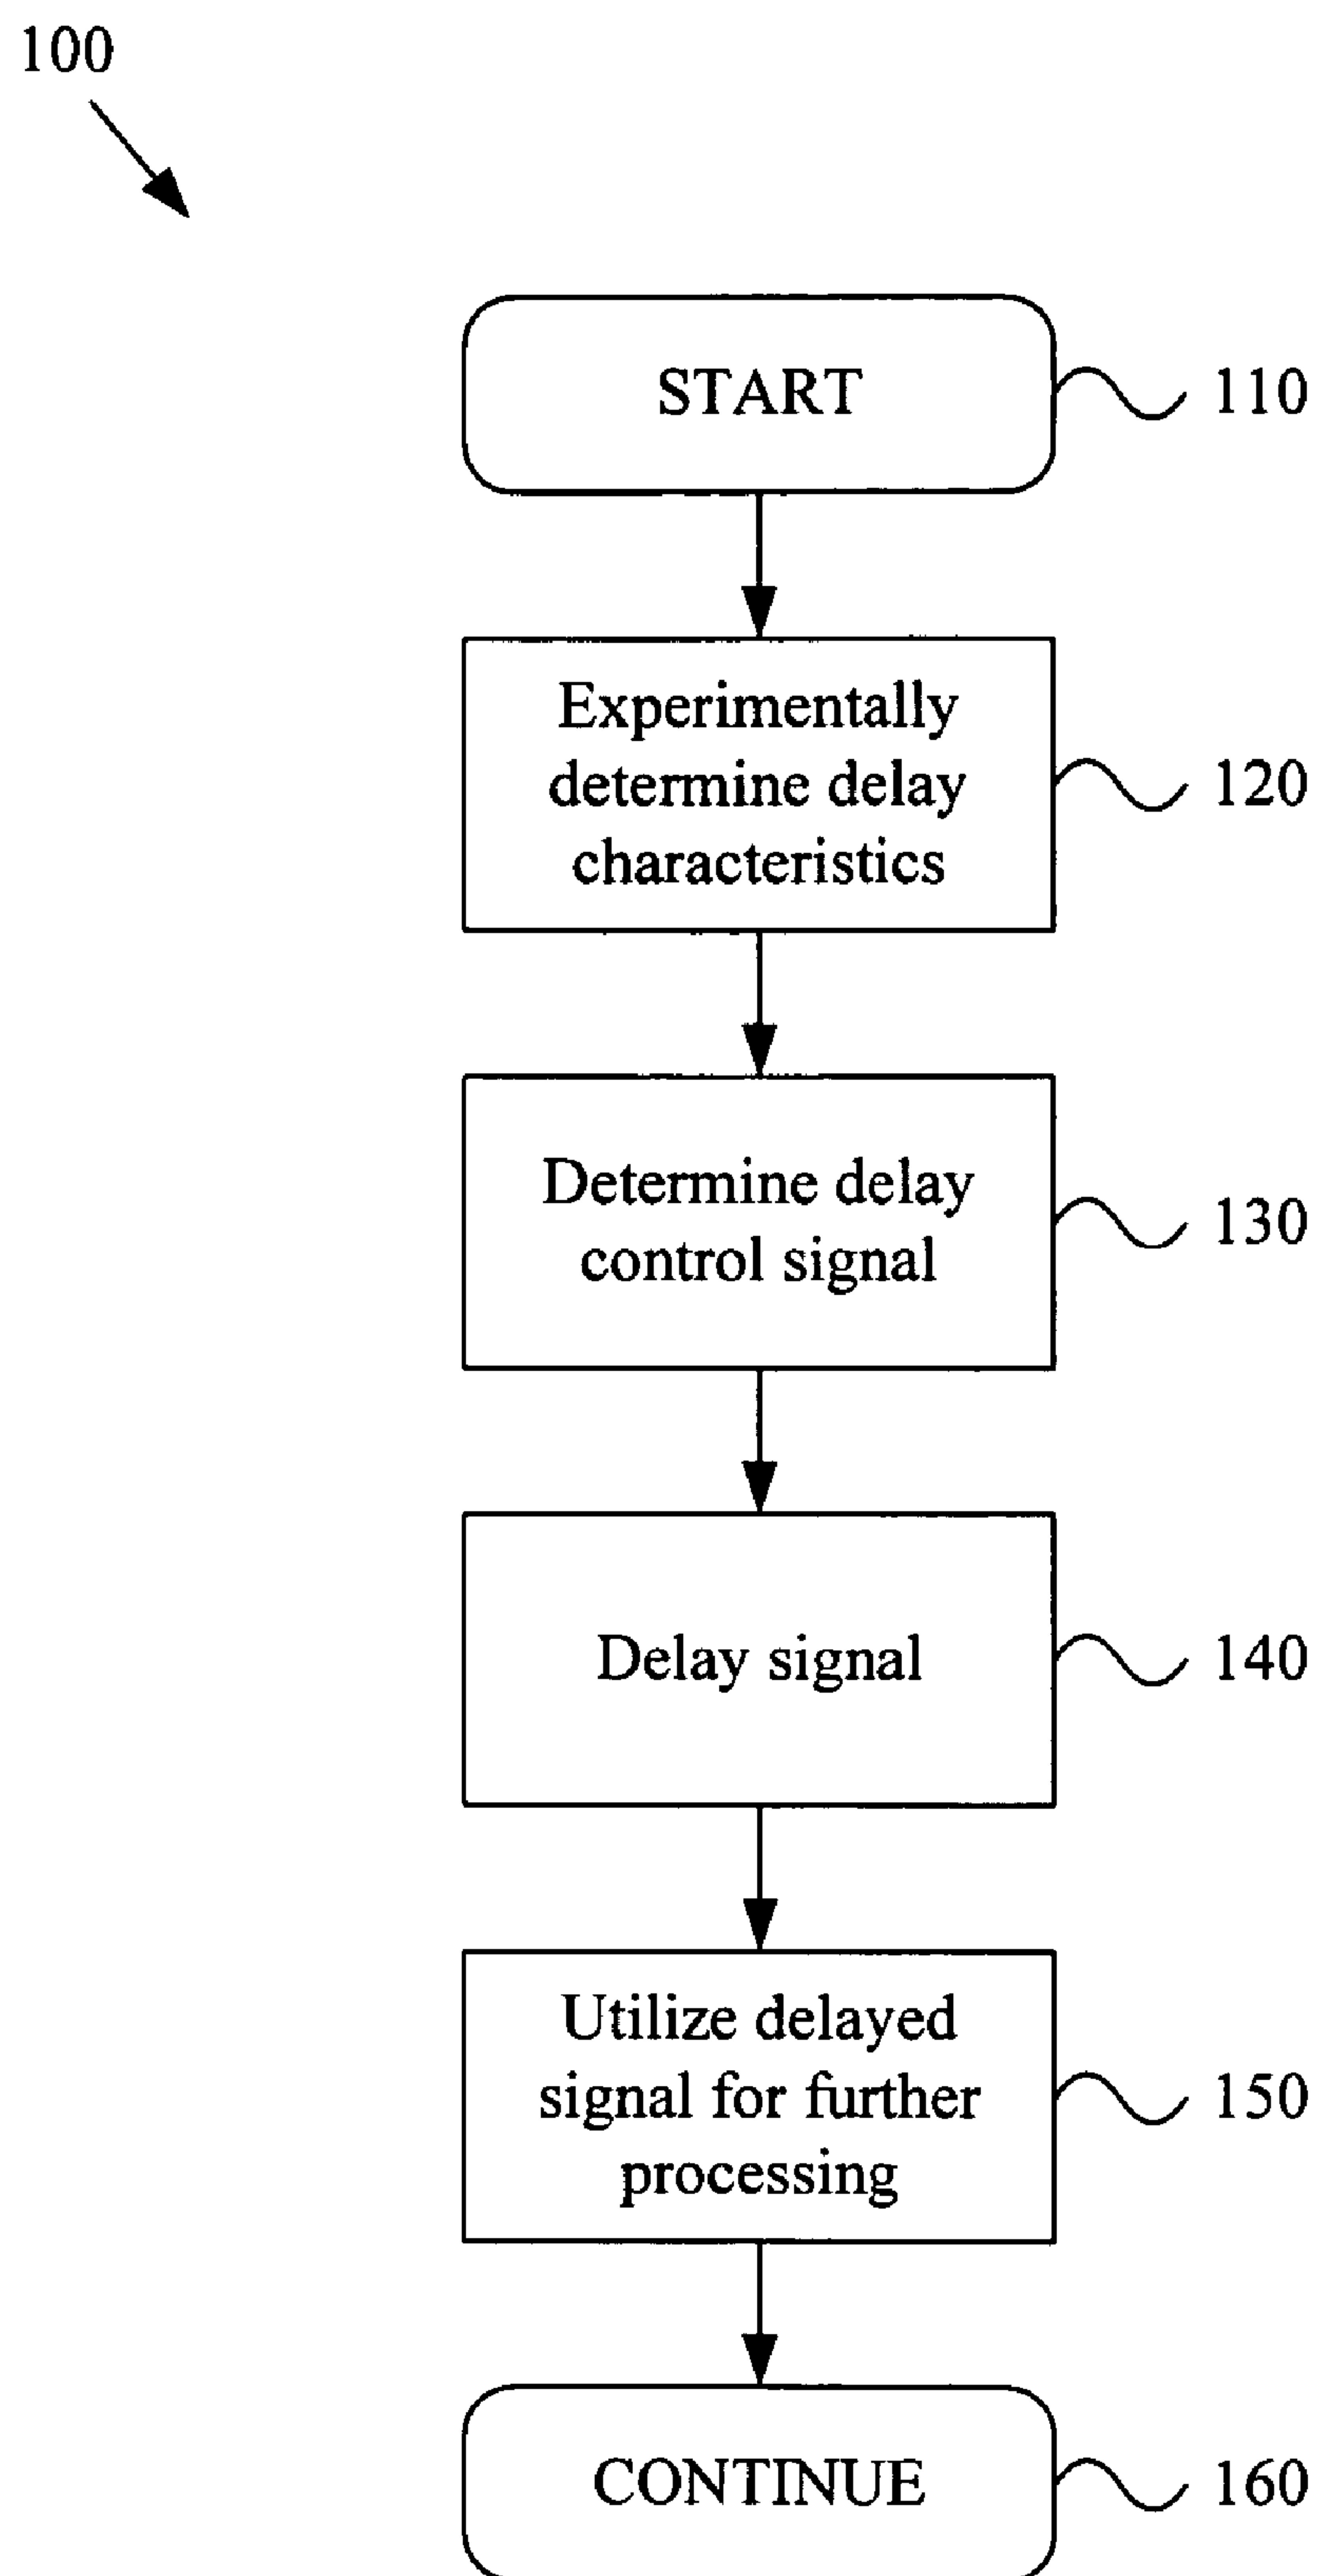 100
START
110
Experimentally
determine delay
characteristics
120
Determine delay
control signal
130
Delay signal
140
Utilize delayed
signal for further
processing
150
CONTINUE
160